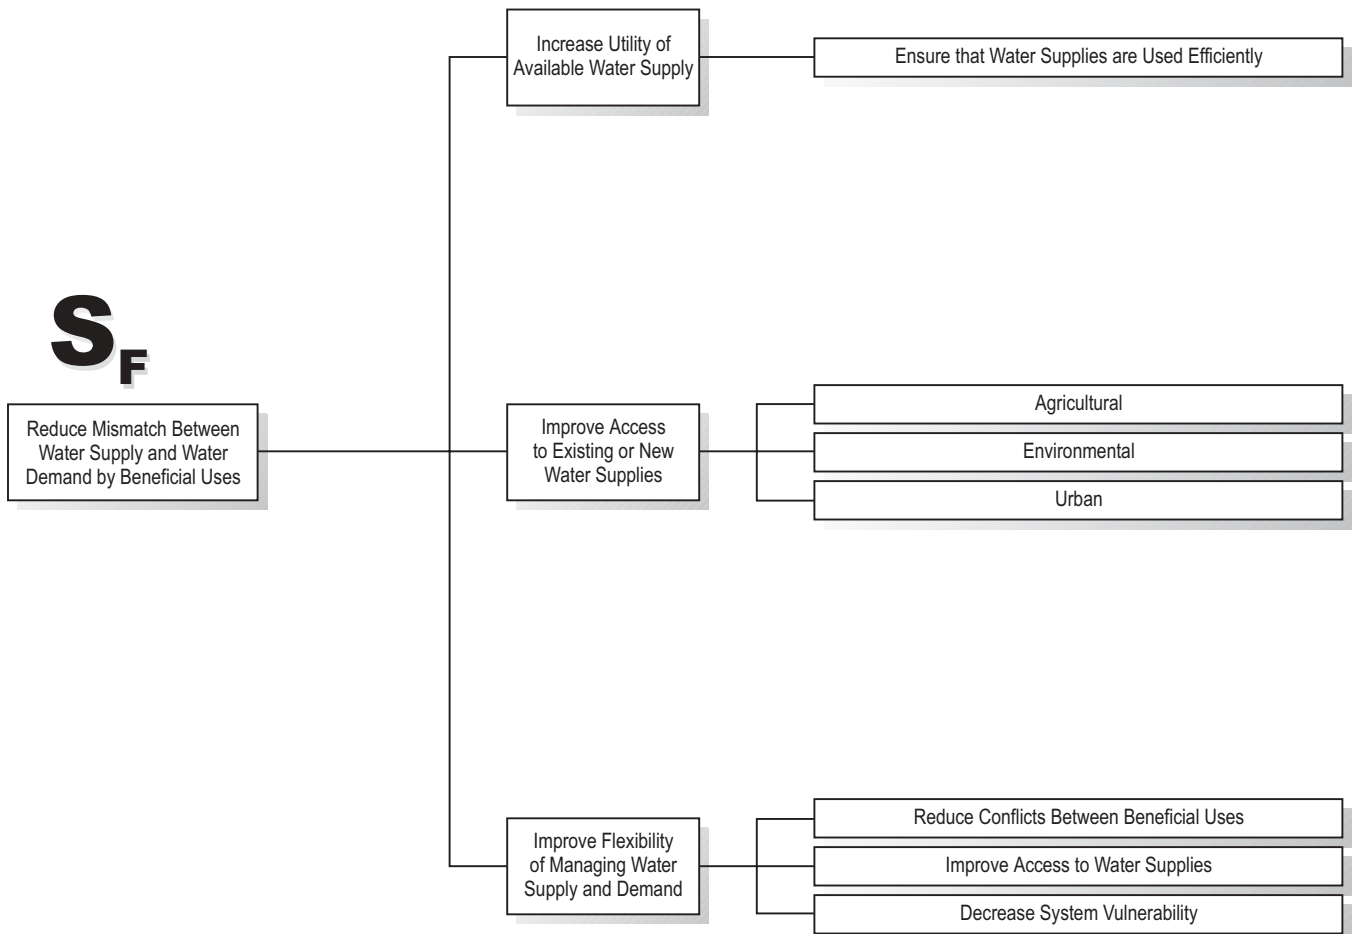 Increase Utility of
Available Water Supply
Ensure that Water Supplies are Used Efficiently
S F
Reduce Mismatch Between
Water Supply and Water
Demand by Beneficial Uses
Improve Access
to Existing or New
Water Supplies
Agricultural
Environmental
Urban
Improve Flexibility
of Managing Water
Supply and Demand
Reduce Conflicts Between Beneficial Uses
Improve Access to Water Supplies
Decrease System Vulnerability